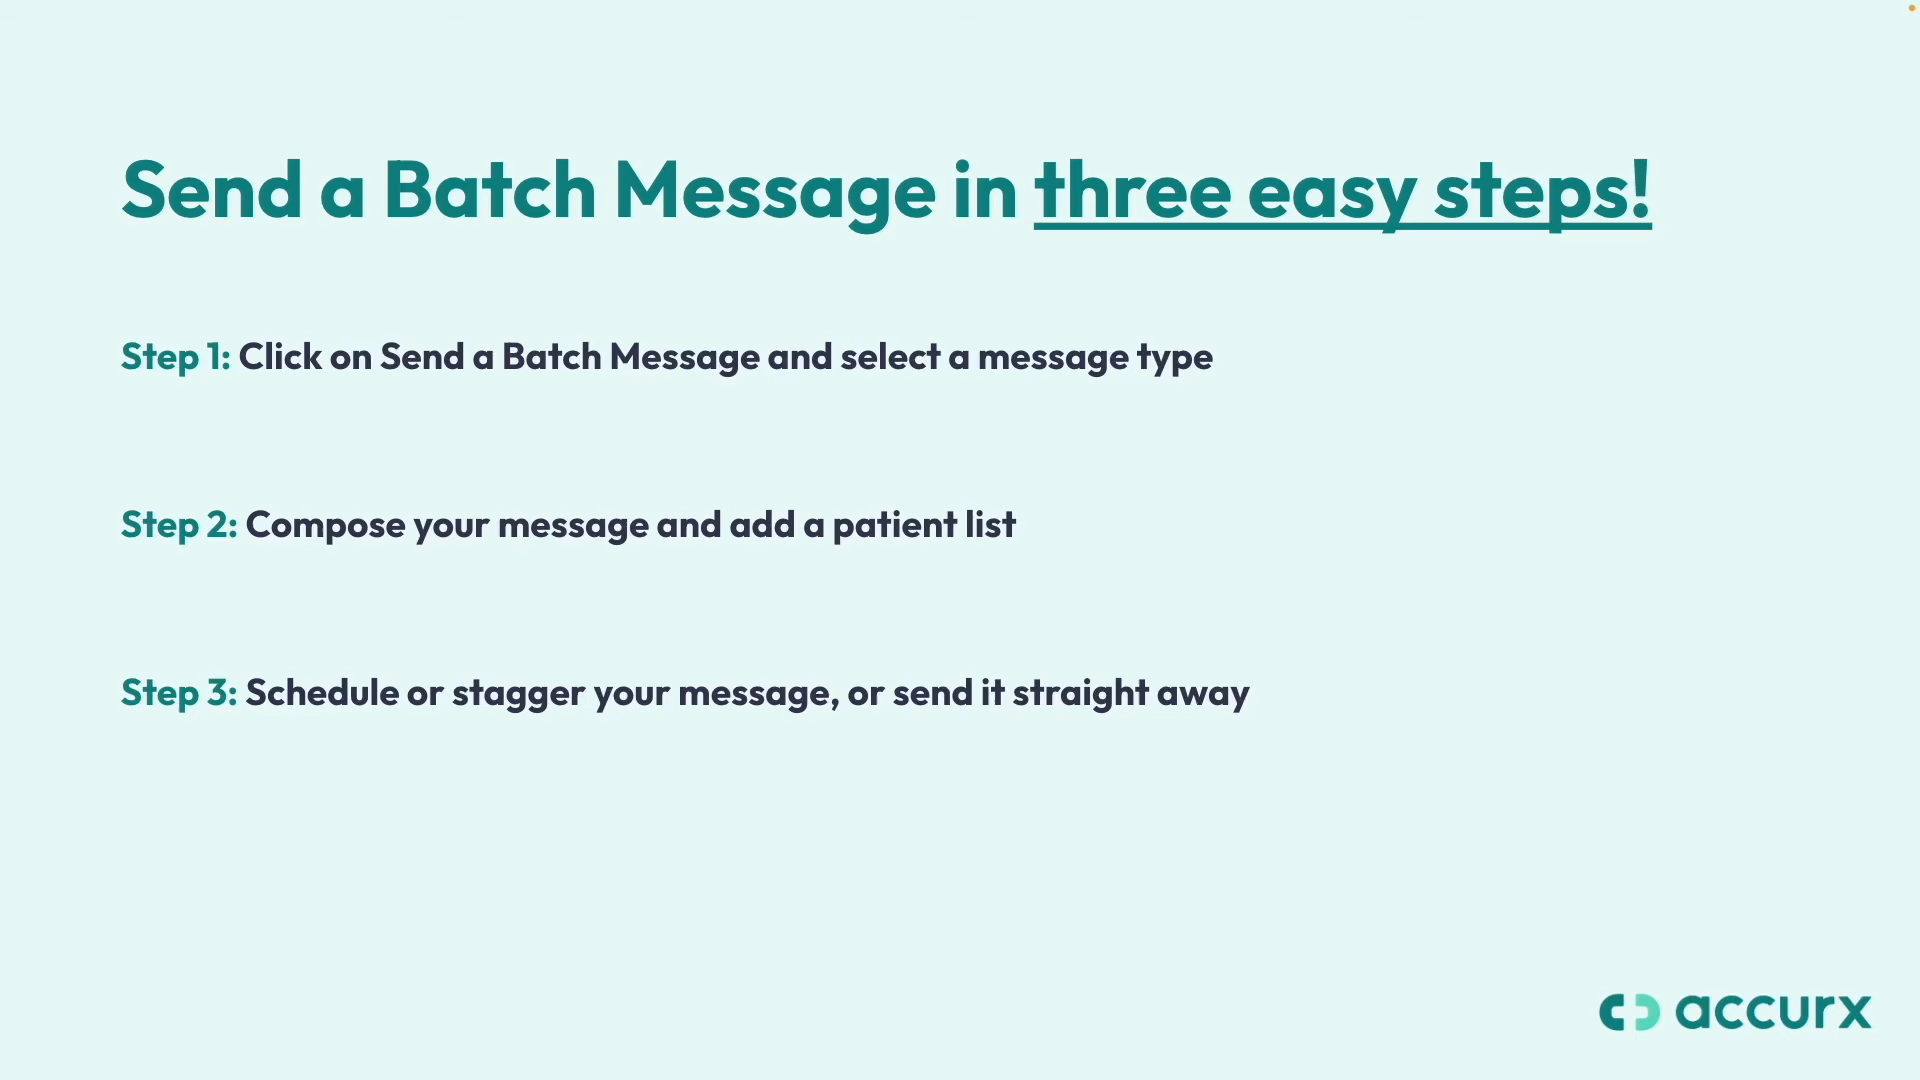 Send a Batch Message in three easy steps!
Step 1: Click on Send a Batch Message and select a message type
Step 2: Compose your message and add a patient list
Step 3: Schedule or stagger your message, or send it straight away
accurx